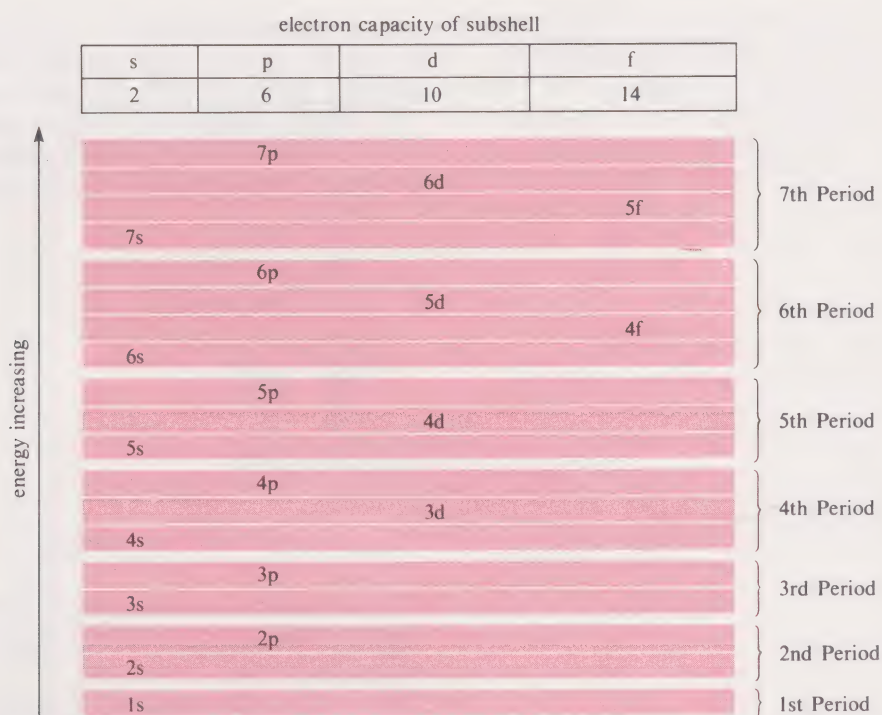 electron capacity of subshell
s p d f
2 6 10 14
7p
6d
5f
7s
7th Period
6p
5d
4f
6s
6th Period
5p
4d
5s
5th Period
4p
3d
4s
4th Period
3p
3s
3rd Period
2p
2s
2nd Period
1s
1st Period
energy increasing